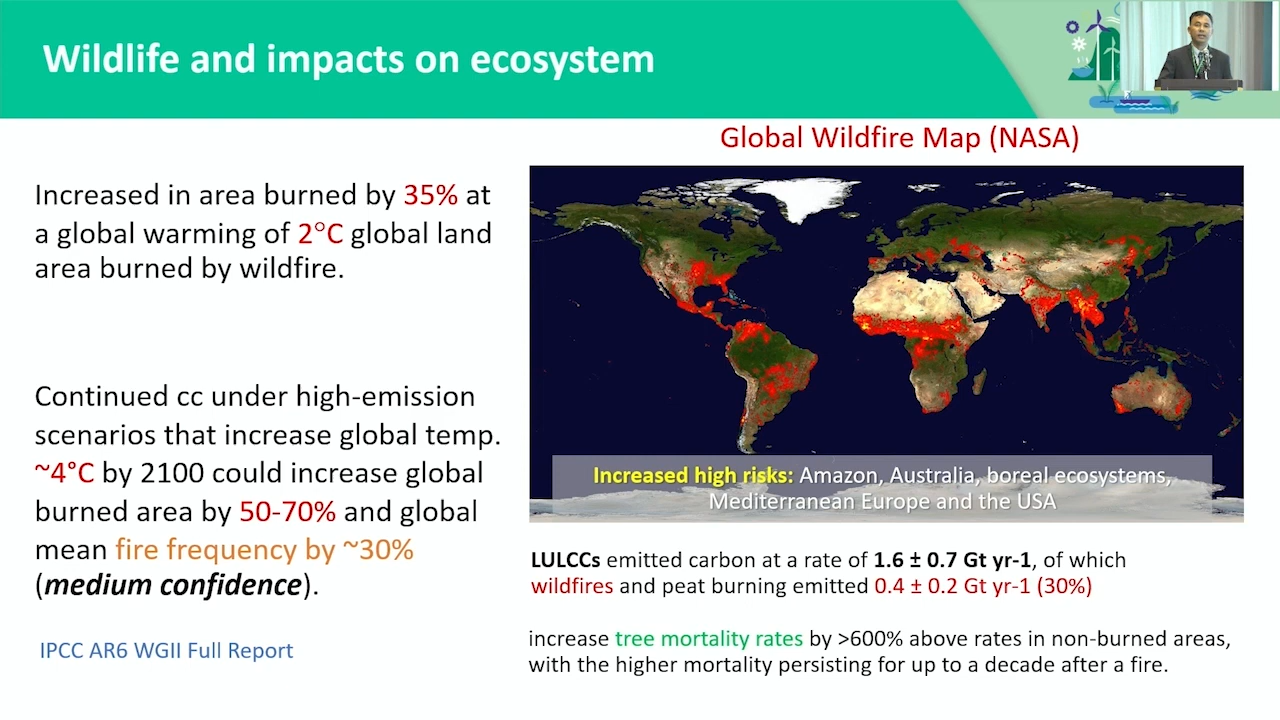 Wildlife and impacts on ecosystem
Increased in area burned by 35% at
a global warming of 2°C global land
area burned by wildfire.
Continued cc under high-emission
scenarios that increase global temp.
~4°C by 2100 could increase global
burned area by 50-70% and global
mean fire frequency by ~30%
(medium confidence).
IPCC AR6 WGII Full Report
Global Wildfire Map (NASA)
Increased high risks: Amazon, Australia, boreal ecosystems,
Mediterranean Europe and the USA
LULCCs emitted carbon at a rate of 1.6 ± 0.7 Gt yr-1, of which
wildfires and peat burning emitted 0.4 ± 0.2 Gt yr-1 (30%)
increase tree mortality rates by >600% above rates in non-burned areas,
with the higher mortality persisting for up to a decade after a fire.